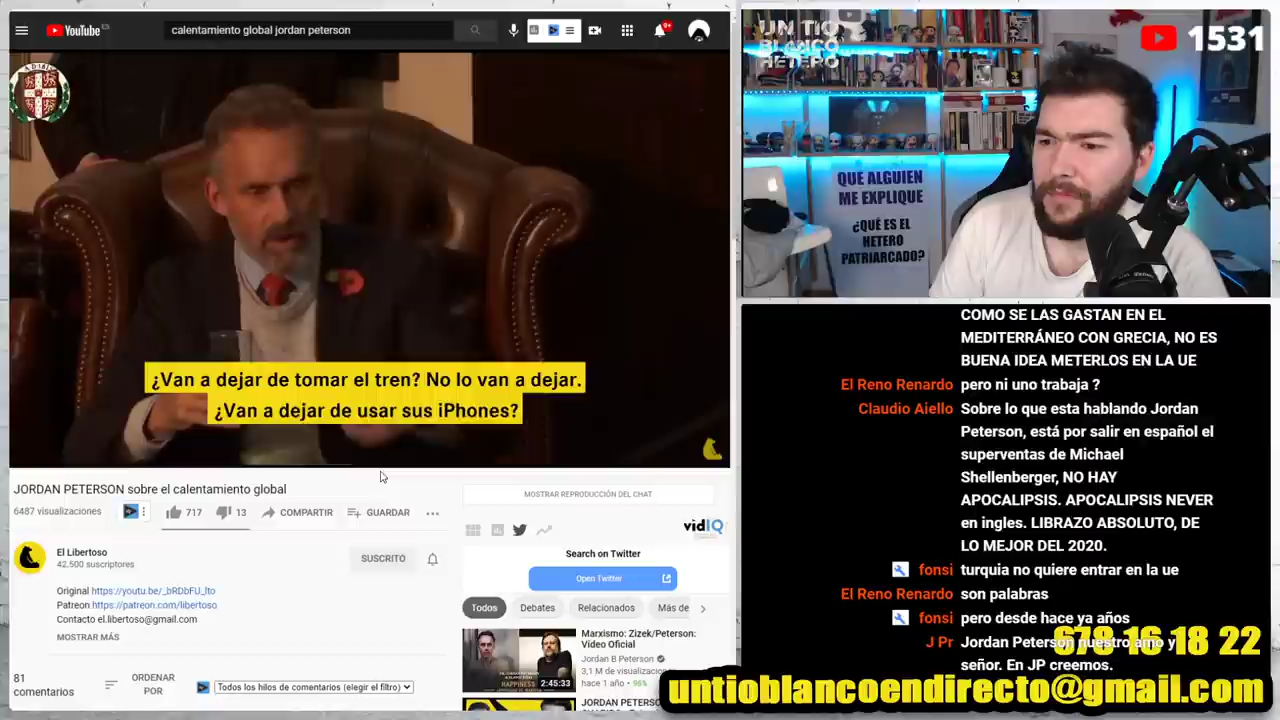 YouTube ES
calentamiento global jordan peterson
9+
¿Van a dejar de tomar el tren? No lo van a dejar.
¿Van a dejar de usar sus iPhones?
JORDAN PETERSON sobre el calentamiento global
6487 visualizaciones
717
13
COMPARTIR
GUARDAR
El Libertoso
42.500 suscriptores
SUSCRITO
Original https://youtu.be/_bRDbFU_lto
Patreon https://patreon.com/libertoso
Contacto el.libertoso@gmail.com
MOSTRAR MÁS
81
comentarios
ORDENAR
POR
Todos los hilos de comentarios (elegir el filtro)
MOSTRAR REPRODUCCIÓN DEL CHAT
vidIQ
Search on Twitter
Open Twitter
Todos
Debates
Relacionados
Más de
Marxismo: Zizek/Peterson:
Vídeo Oficial
Jordan B Peterson
3,1 M de visualizaciones
hace 1 año • 96%
HAPPINESS
2:45:33
JORDAN PETERSON
UN TIO
BLANCO
HETERO
1531
QUE ALGUIEN
ME EXPLIQUE
¿QUÉ ES EL
HETERO
PATRIARCADO?
COMO SE LAS GASTAN EN EL
MEDITERRÁNEO CON GRECIA, NO ES
BUENA IDEA METERLOS EN LA UE
El Reno Renardo pero ni uno trabaja ?
Claudio Aiello Sobre lo que esta hablando Jordan
Peterson, está por salir en español el
superventas de Michael
Shellenberger, NO HAY
APOCALIPSIS. APOCALIPSIS NEVER
en ingles. LIBRAZO ABSOLUTO, DE
LO MEJOR DEL 2020.
fonsi turquia no quiere entrar en la ue
El Reno Renardo son palabras
fonsi pero desde hace ya años
J Pr Jordan Peterson nuestro amo y
señor. En JP creemos.
678 16 18 22
untioblancoendirecto@gmail.com